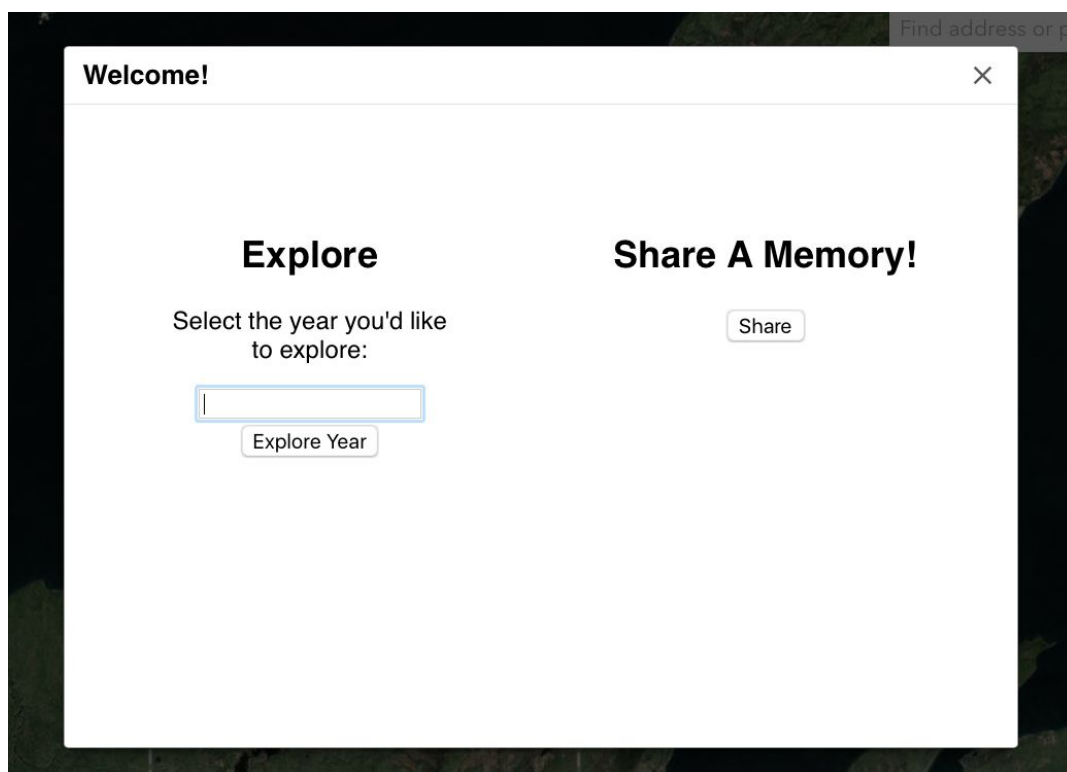 Find address or p
Welcome!
Explore
Select the year you'd like
to explore:
Explore Year
Share A Memory!
Share